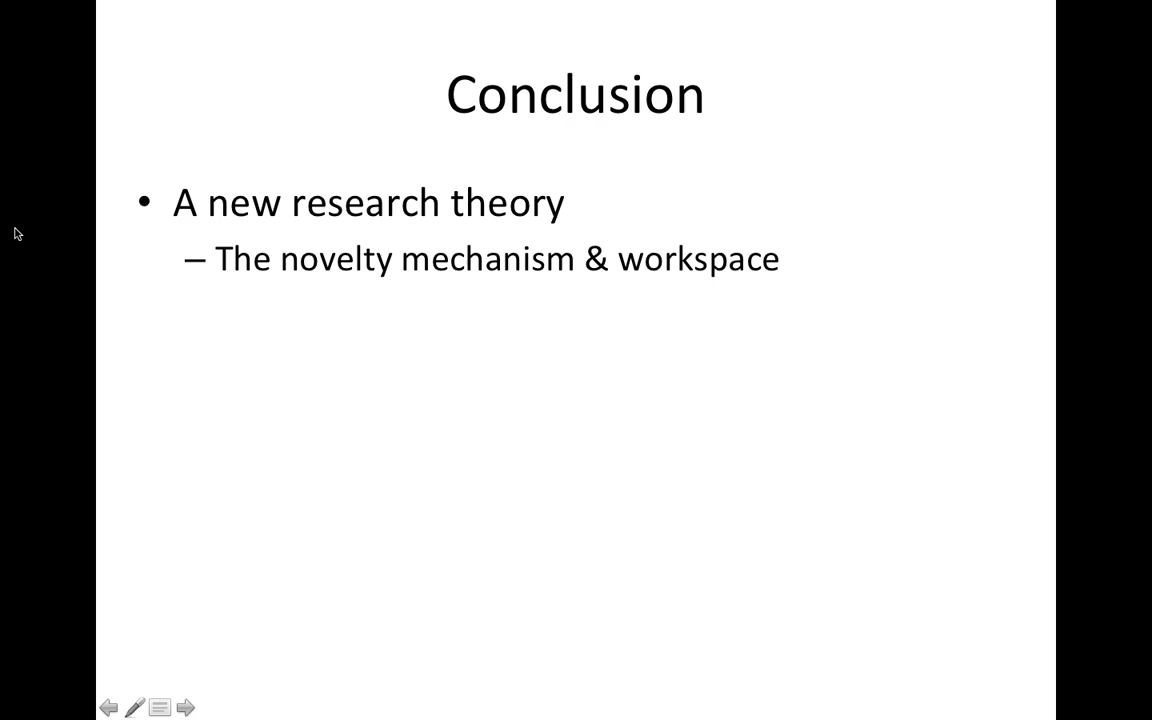 Conclusion
• A new research theory
– The novelty mechanism & workspace